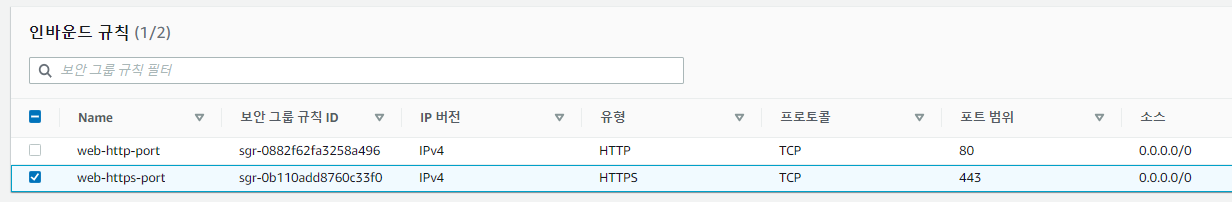 인바운드 규칙 (1/2)
보안 그룹 규칙 필터
Name 보안 그룹 규칙 ID IP 버전 유형 프로토콜 포트 범위 소스
web-http-port sgr-0882f62fa3258a496 IPv4 HTTP TCP 80 0.0.0.0/0
web-https-port sgr-0b110add8760c33f0 IPv4 HTTPS TCP 443 0.0.0.0/0